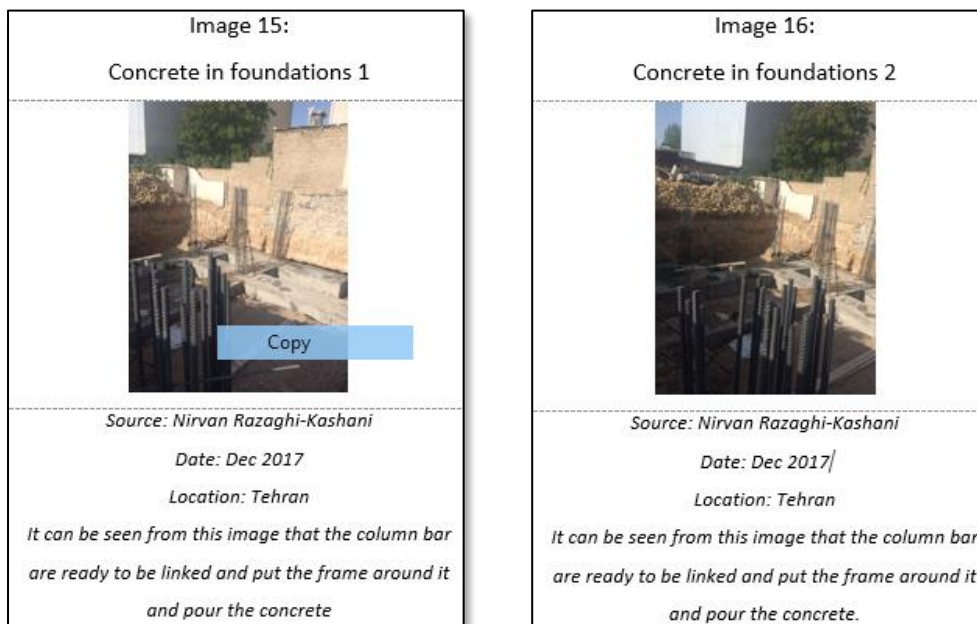 Image 15:
Concrete in foundations 1
Copy
Source: Nirvan Razaghi-Kashani
Date: Dec 2017
Location: Tehran
It can be seen from this image that the column bar
are ready to be linked and put the frame around it
and pour the concrete
Image 16:
Concrete in foundations 2
Source: Nirvan Razaghi-Kashani
Date: Dec 2017
Location: Tehran
It can be seen from this image that the column bar
are ready to be linked and put the frame around it
and pour the concrete.